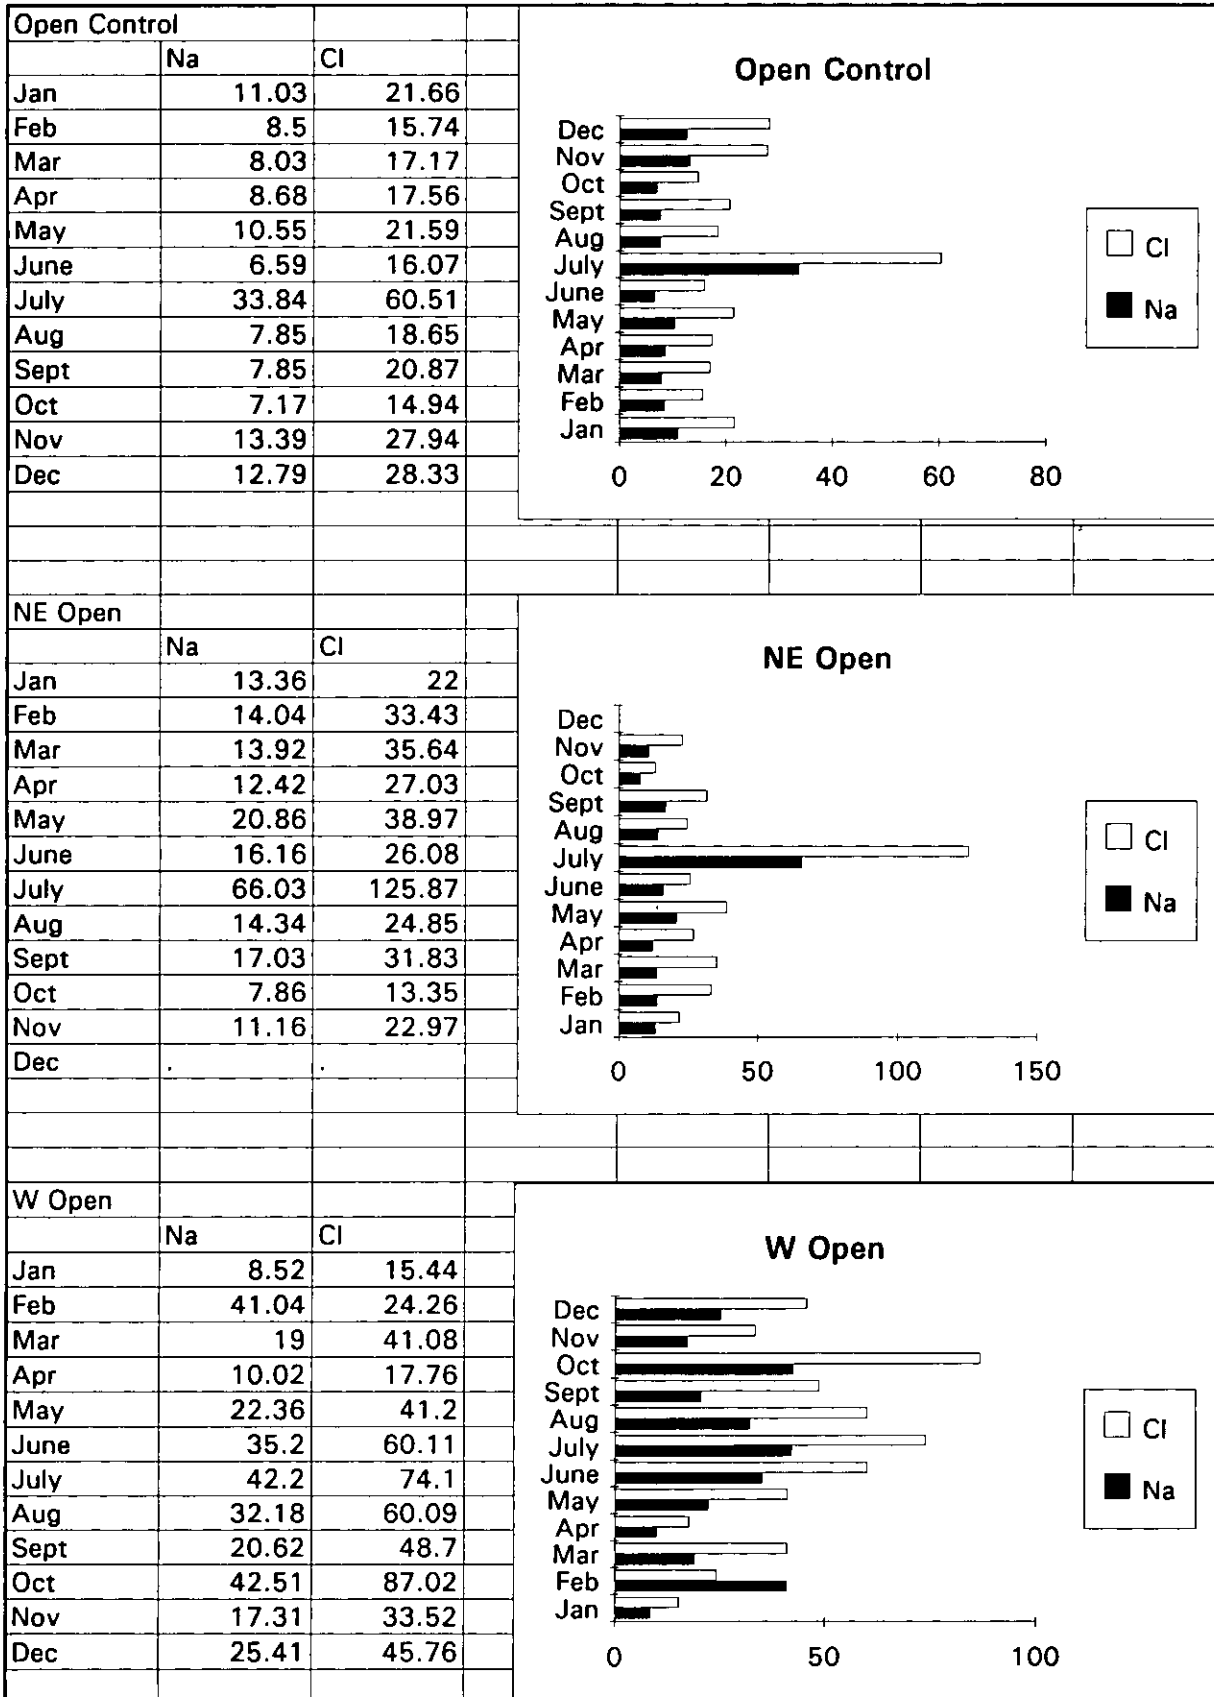 Open Control
Na Cl
Jan 11.03 21.66
Feb 8.5 15.74
Mar 8.03 17.17
Apr 8.68 17.56
May 10.55 21.59
June 6.59 16.07
July 33.84 60.51
Aug 7.85 18.65
Sept 7.85 20.87
Oct 7.17 14.94
Nov 13.39 27.94
Dec 12.79 28.33
Open Control
Dec
Nov
Oct
Sept
Aug
July
June
May
Apr
Mar
Feb
Jan
0 20 40 60 80
Cl
Na
NE Open
Na Cl
Jan 13.36 22
Feb 14.04 33.43
Mar 13.92 35.64
Apr 12.42 27.03
May 20.86 38.97
June 16.16 26.08
July 66.03 125.87
Aug 14.34 24.85
Sept 17.03 31.83
Oct 7.86 13.35
Nov 11.16 22.97
Dec . .
NE Open
Dec
Nov
Oct
Sept
Aug
July
June
May
Apr
Mar
Feb
Jan
0 50 100 150
Cl
Na
W Open
Na Cl
Jan 8.52 15.44
Feb 41.04 24.26
Mar 19 41.08
Apr 10.02 17.76
May 22.36 41.2
June 35.2 60.11
July 42.2 74.1
Aug 32.18 60.09
Sept 20.62 48.7
Oct 42.51 87.02
Nov 17.31 33.52
Dec 25.41 45.76
W Open
Dec
Nov
Oct
Sept
Aug
July
June
May
Apr
Mar
Feb
Jan
0 50 100
Cl
Na